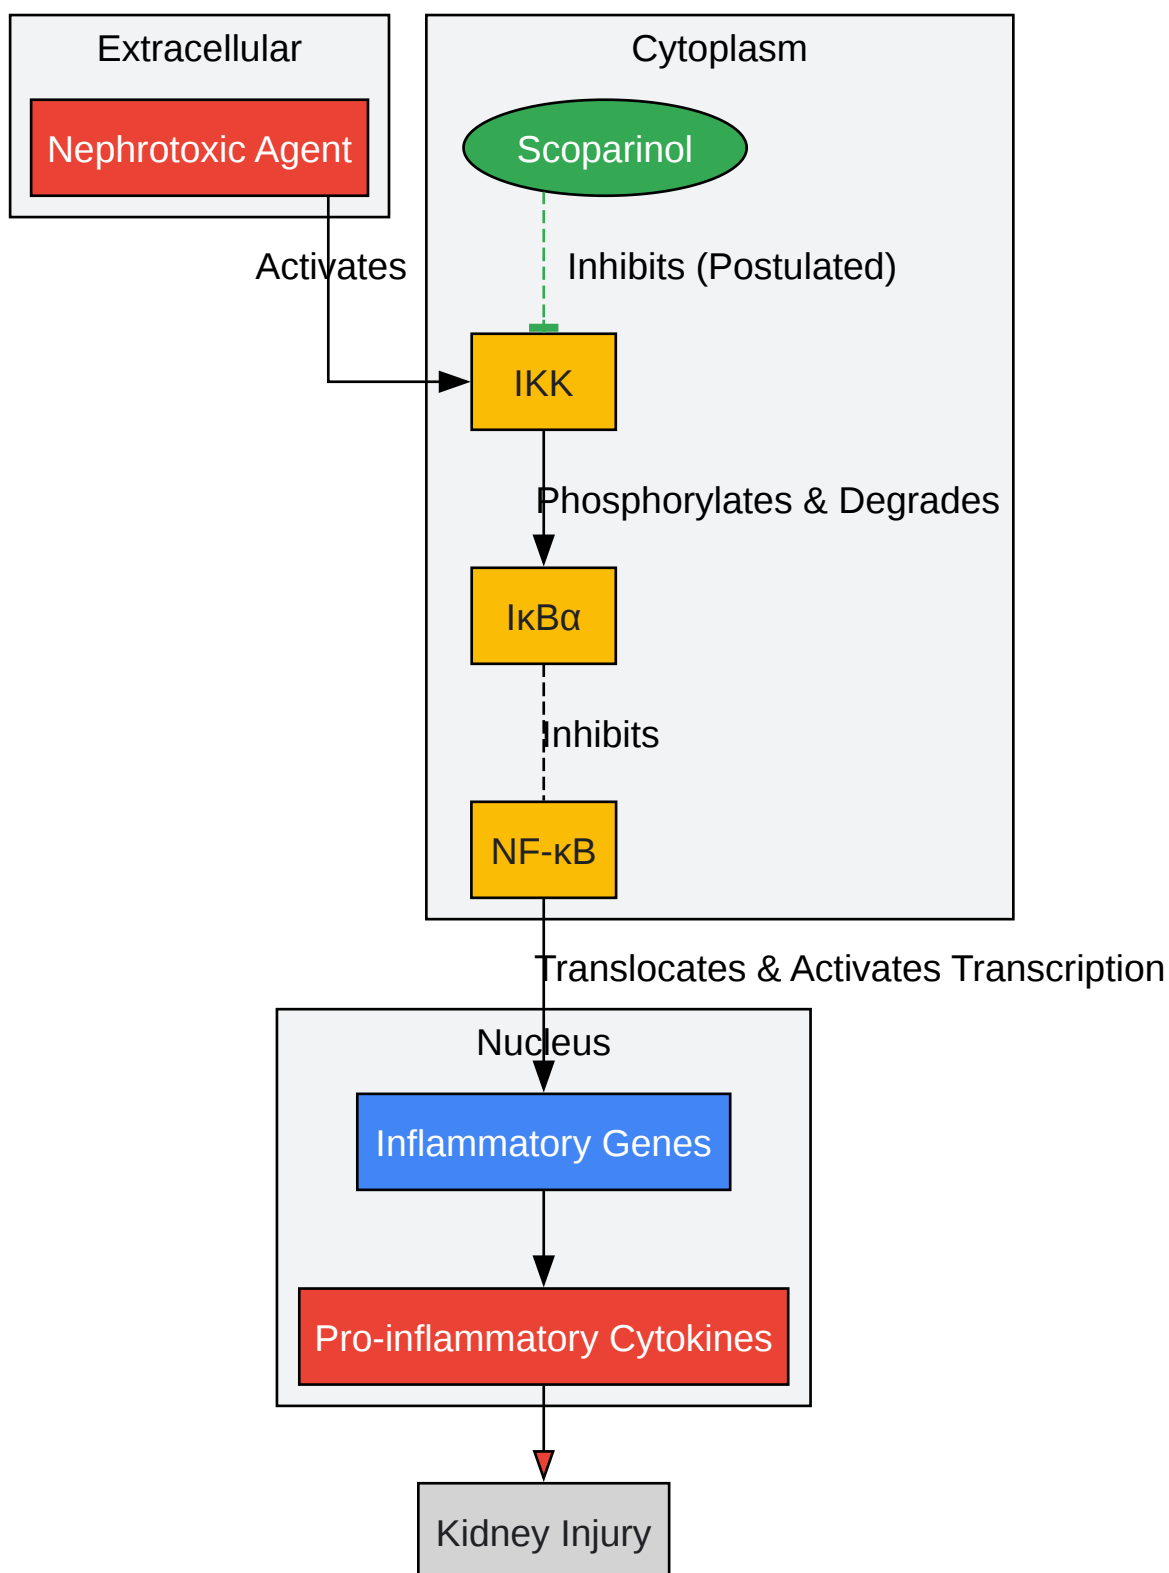 Extracellular
Cytoplasm
Nephrotoxic Agent
Scoparinol
Activates
Inhibits (Postulated)
IKK
Phosphorylates & Degrades
IκBα
Inhibits
NF-κB
Translocates & Activates Transcription
Nucleus
Inflammatory Genes
Pro-inflammatory Cytokines
Kidney Injury